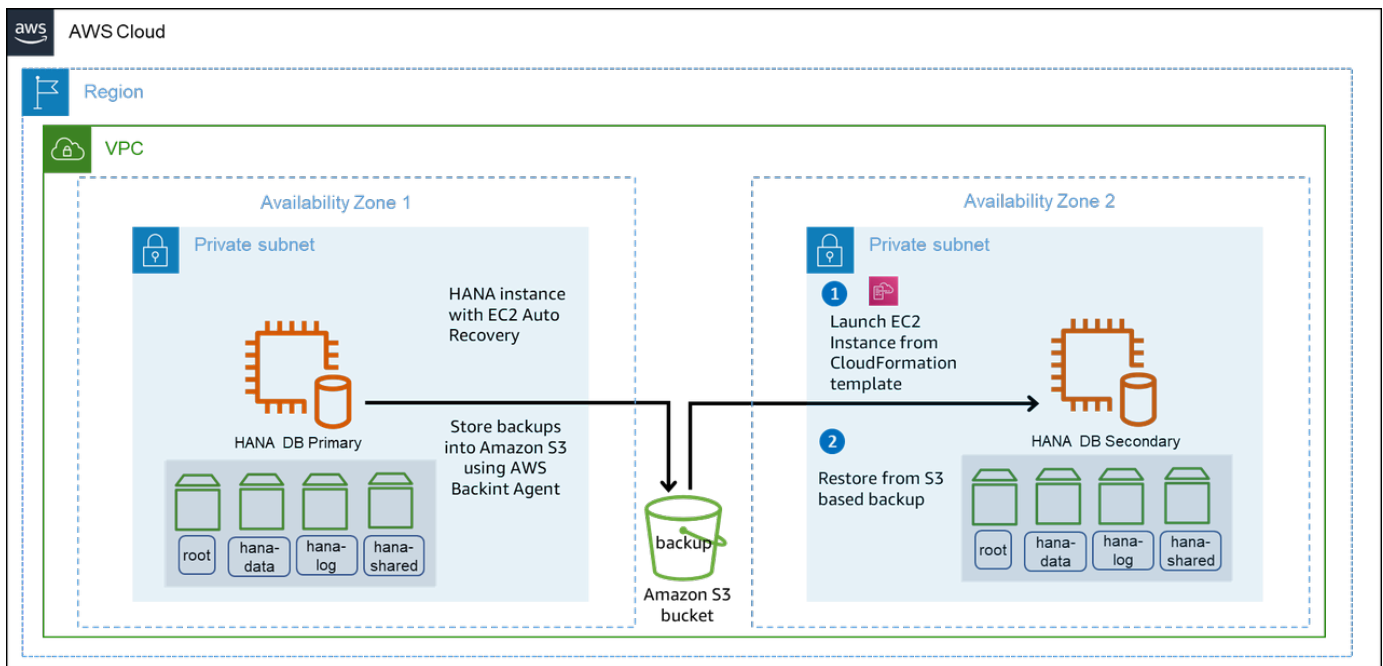 aws
AWS Cloud
Region
VPC
Availability Zone 1
Private subnet
HANA instance
with EC2 Auto
Recovery
HANA DB Primary
Store backups
into Amazon S3
using AWS
Backint Agent
root
hana-
data
hana-
log
hana-
shared
backup
Amazon S3
bucket
Availability Zone 2
Private subnet
1
Launch EC2
Instance from
CloudFormation
template
2
Restore from S3
based backup
HANA DB Secondary
root
hana-
data
hana-
log
hana-
shared